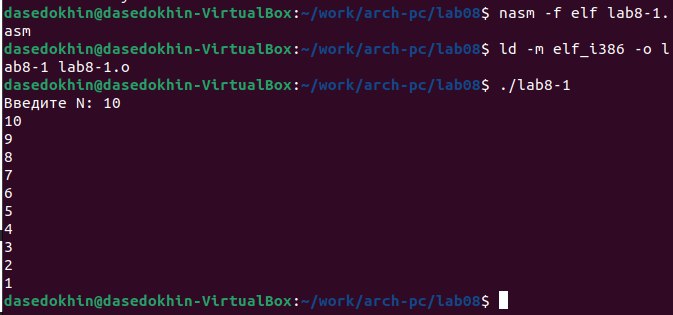 dasedokhin@dasedokhin-VirtualBox:~/work/arch-pc/lab08$ nasm -f elf lab8-1.
asm
dasedokhin@dasedokhin-VirtualBox:~/work/arch-pc/lab08$ ld -m elf_i386 -o l
ab8-1 lab8-1.o
dasedokhin@dasedokhin-VirtualBox:~/work/arch-pc/lab08$ ./lab8-1
Введите N: 10
10
9
8
7
6
5
4
3
2
1
dasedokhin@dasedokhin-VirtualBox:~/work/arch-pc/lab08$